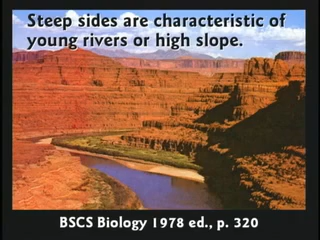 Steep sides are characteristic of
young rivers or high slope.
BSCS Biology 1978 ed., p. 320